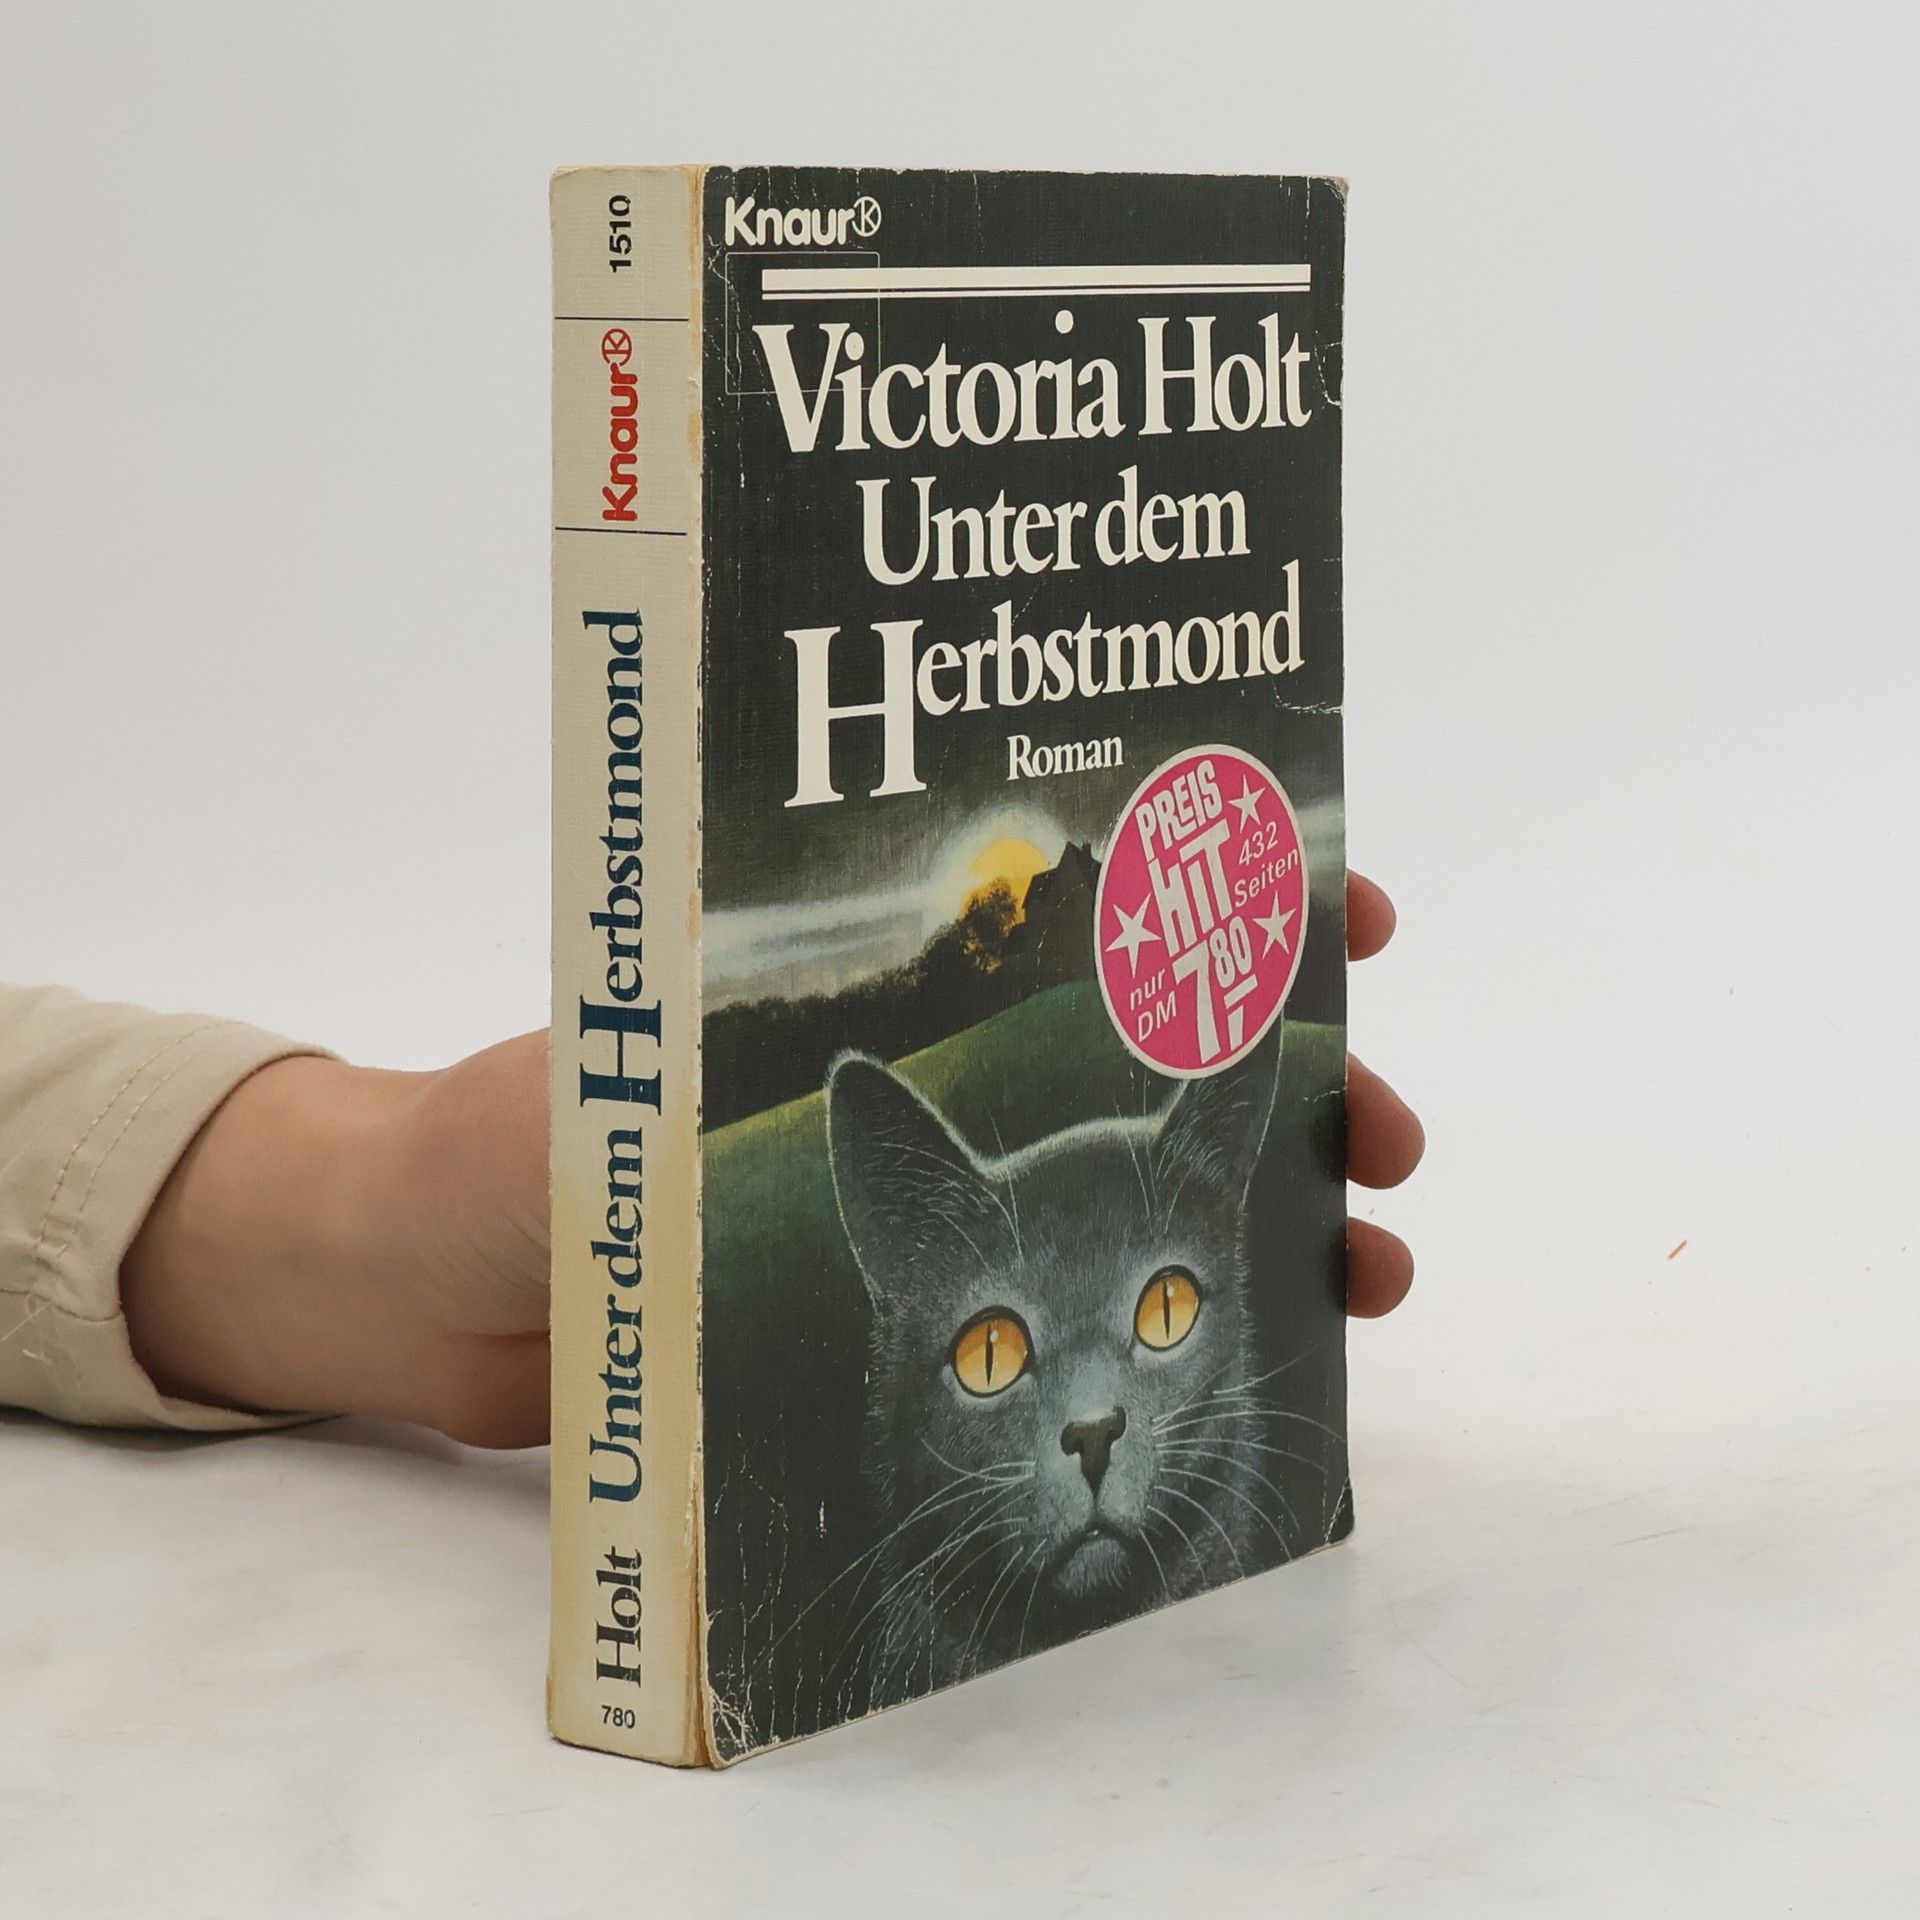 1510
Knaur
Unter dem Herbstmond
Holt
780
Knaur
Victoria Holt
Unter dem
Herbstmond
Roman
PREIS
HIT
432
Seiten
nur
DM
7,80